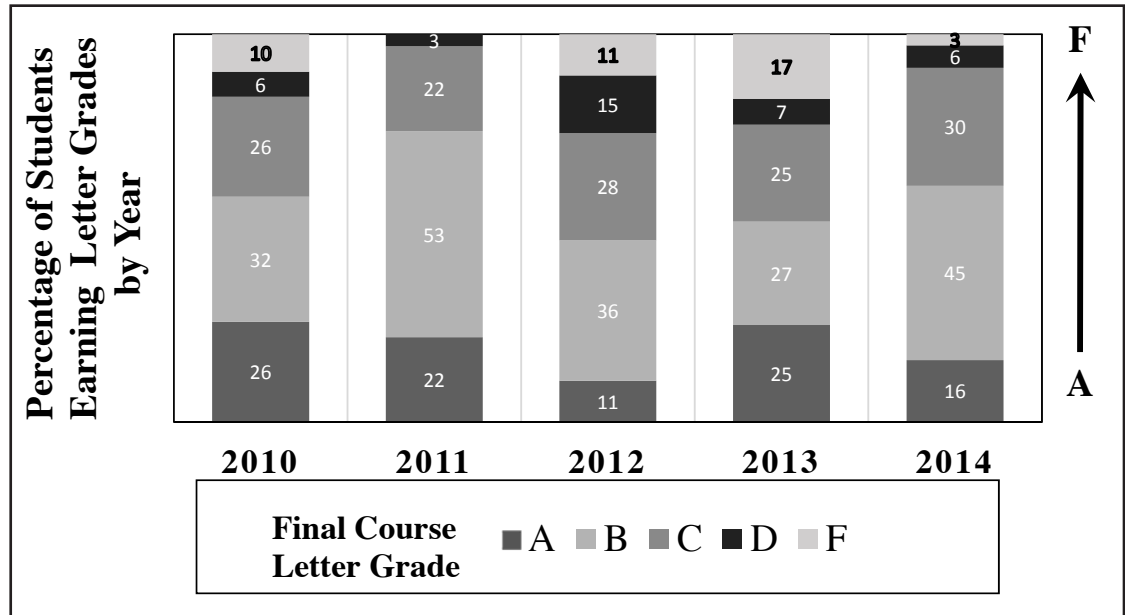 Percentage of Students
Earning Letter Grades
by Year
10 3 11 17 3
6 22 15 7 6
26 53 28 25 30
32 22 36 27 45
26 11 25 16
F
A
2010 2011 2012 2013 2014
Final Course
Letter Grade
A B C D F